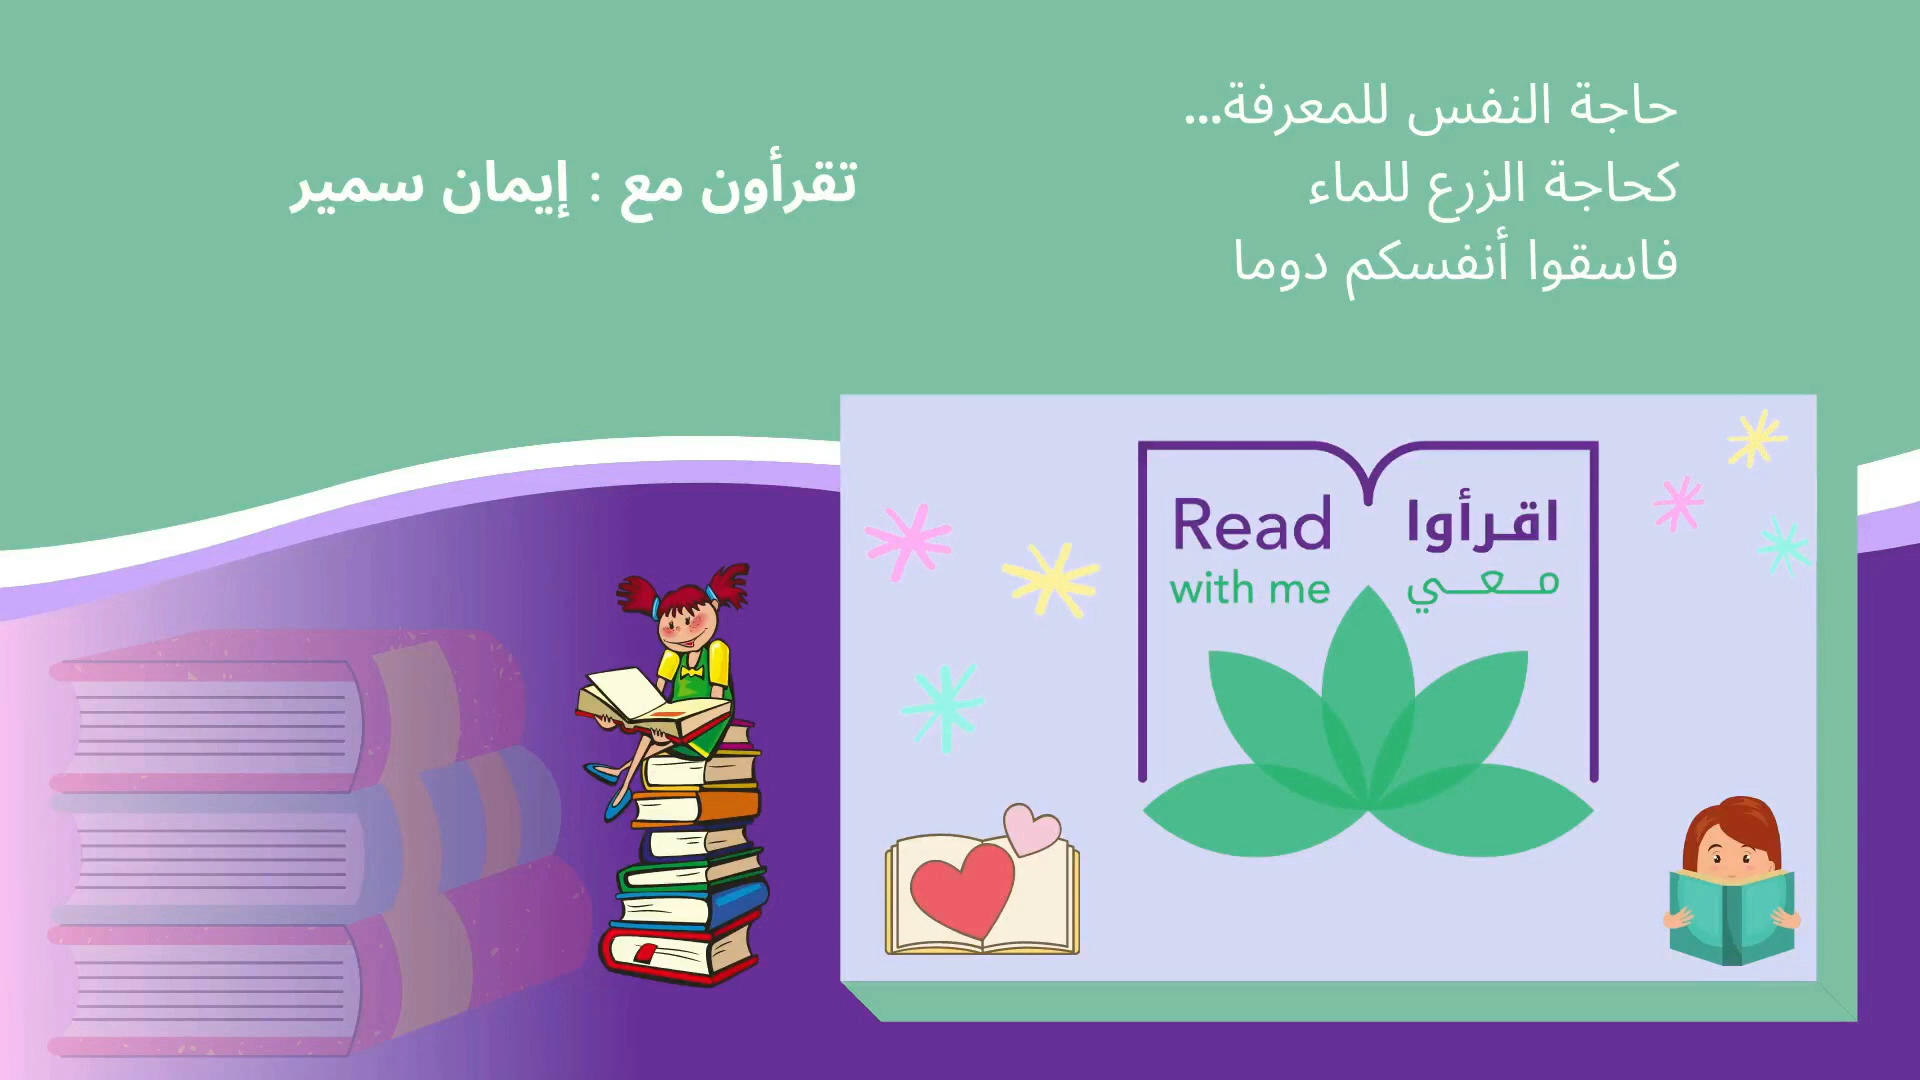 حاجة النفس للمعرفة...
كحاجة الزرع للماء
فاسقوا أنفسكم دوما
تقرأون مع : إيمان سمير
اقرأوا
معي
Read
with me